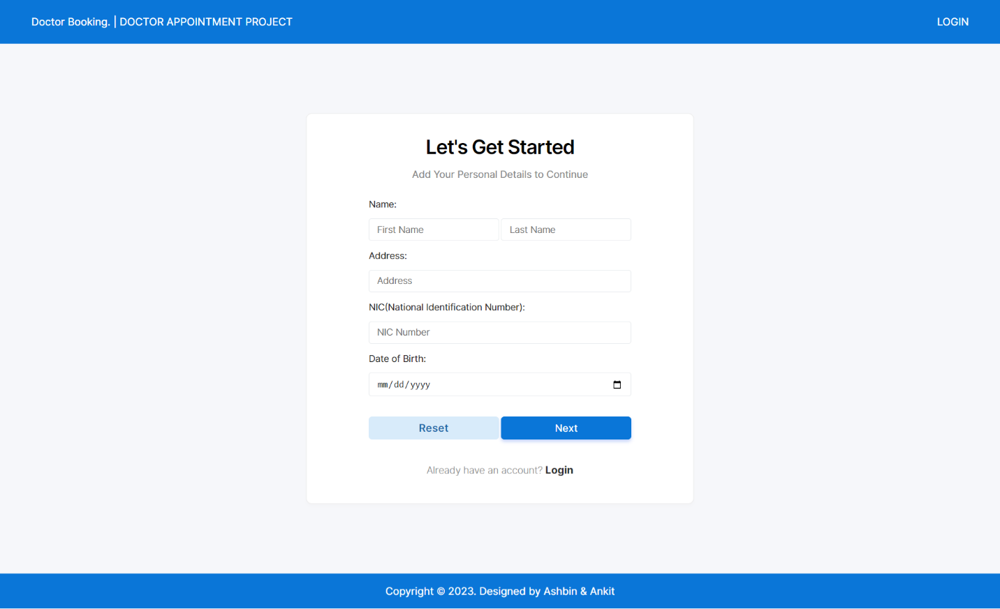 Doctor Booking. | DOCTOR APPOINTMENT PROJECT LOGIN
Let's Get Started
Add Your Personal Details to Continue
Name:
First Name Last Name
Address:
Address
NIC(National Identification Number):
NIC Number
Date of Birth:
mm/dd/yyyy
Reset Next
Already have an account? Login
Copyright © 2023. Designed by Ashbin & Ankit